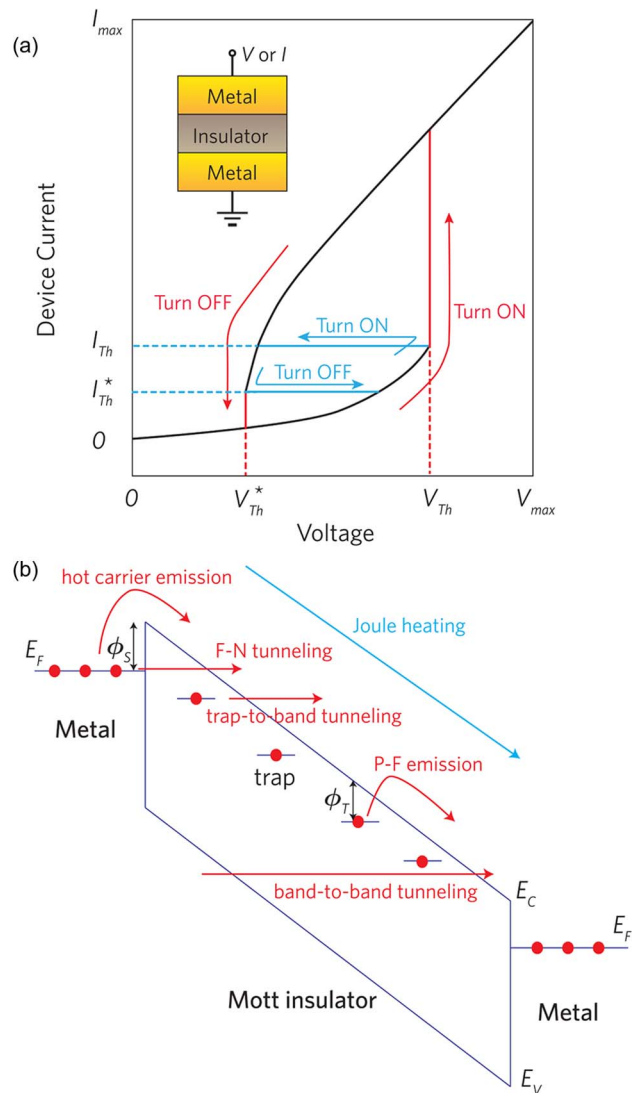 (a)
I_max
V or I
Metal
Insulator
Metal
Device Current
Turn OFF
Turn ON
Turn ON
Turn OFF
I_Th
I_Th*
0
0
V_Th*
V_Th
V_max
Voltage
(b)
hot carrier emission
Joule heating
E_F
ϕ_S
F-N tunneling
trap-to-band tunneling
Metal
trap
P-F emission
ϕ_T
band-to-band tunneling
E_C
E_F
Mott insulator
Metal
E_V